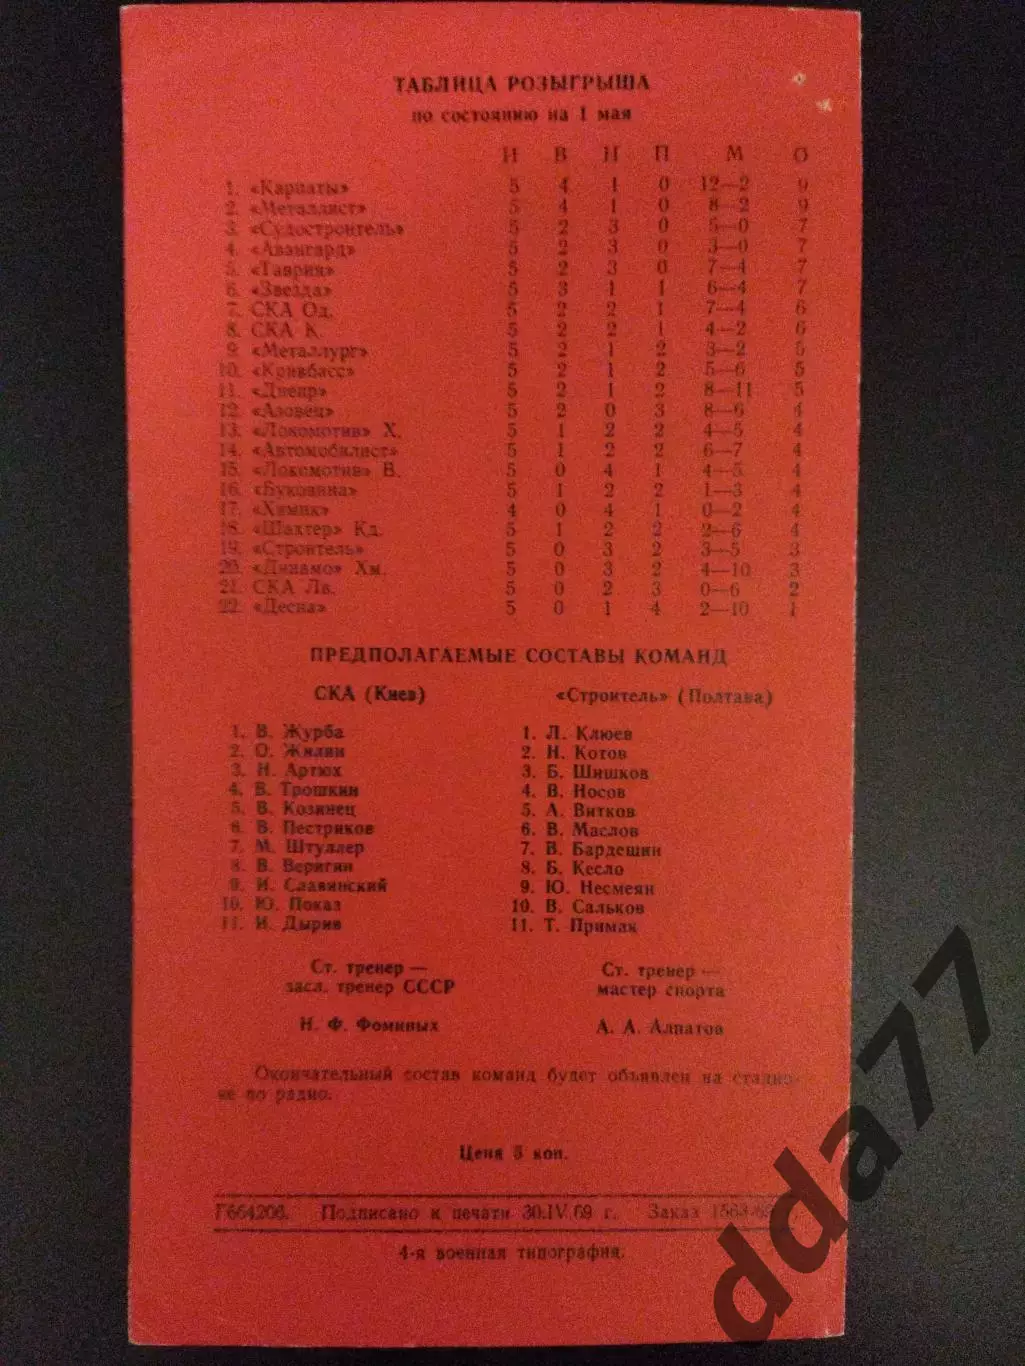 ТАБЛИЦА РОЗЫГРЫША
по состоянию на 1 мая
И В Н П М О
1. «Карпаты» 5 4 1 0 12—2 9
2. «Металлист» 5 4 1 0 8—2 9
3. «Судостроитель» 5 2 3 0 5—0 7
4. «Авангард» 5 2 3 0 3—0 7
5. «Таврия» 5 2 3 0 7—4 7
6. «Звезда» 5 3 1 1 6—4 7
7. СКА Од. 5 2 2 1 7—4 6
8. СКА К. 5 2 2 1 4—2 6
9. «Металлург» 5 2 1 2 3—2 5
10. «Кривбасс» 5 2 1 2 5—6 5
11. «Днепр» 5 2 1 2 8—11 5
12. «Азовец» 5 2 0 3 8—6 4
13. «Локомотив» Х. 5 1 2 2 4—5 4
14. «Автомобилист» 5 1 2 2 6—7 4
15. «Локомотив» В. 5 0 4 1 4—5 4
16. «Буковина» 5 1 2 2 1—3 4
17. «Химик» 4 0 4 1 0—2 4
18. «Шахтер» Кд. 5 1 2 2 2—6 4
19. «Строитель» 5 0 3 2 3—5 3
20. «Динамо» Хм. 5 0 3 2 4—10 3
21. СКА Лв. 5 0 2 3 0—6 2
22. «Десна» 5 0 1 4 2—10 1
ПРЕДПОЛАГАЕМЫЕ СОСТАВЫ КОМАНД
СКА (Киев)
1. В. Журба
2. О. Жилин
3. Н. Артюх
4. В. Трошкин
5. В. Козинец
6. В. Пестриков
7. М. Штуллер
8. В. Веригин
9. И. Славинский
10. Ю. Показ
11. И. Дырив
Ст. тренер —
засл. тренер СССР
Н. Ф. Фоминых
«Строитель» (Полтава)
1. Л. Клюев
2. Н. Котов
3. Б. Шишков
4. В. Носов
5. А. Витков
6. В. Маслов
7. В. Бардешин
8. Б. Кесло
9. Ю. Несмеян
10. В. Сальков
11. Т. Примак
Ст. тренер —
мастер спорта
А. А. Алпатов
Окончательный состав команд будет объявлен на стадио-
не по радио.
Цена 5 коп.
Г664206. Подписано к печати 30.IV.69 г. Заказ
4-я военная типография.
dda77